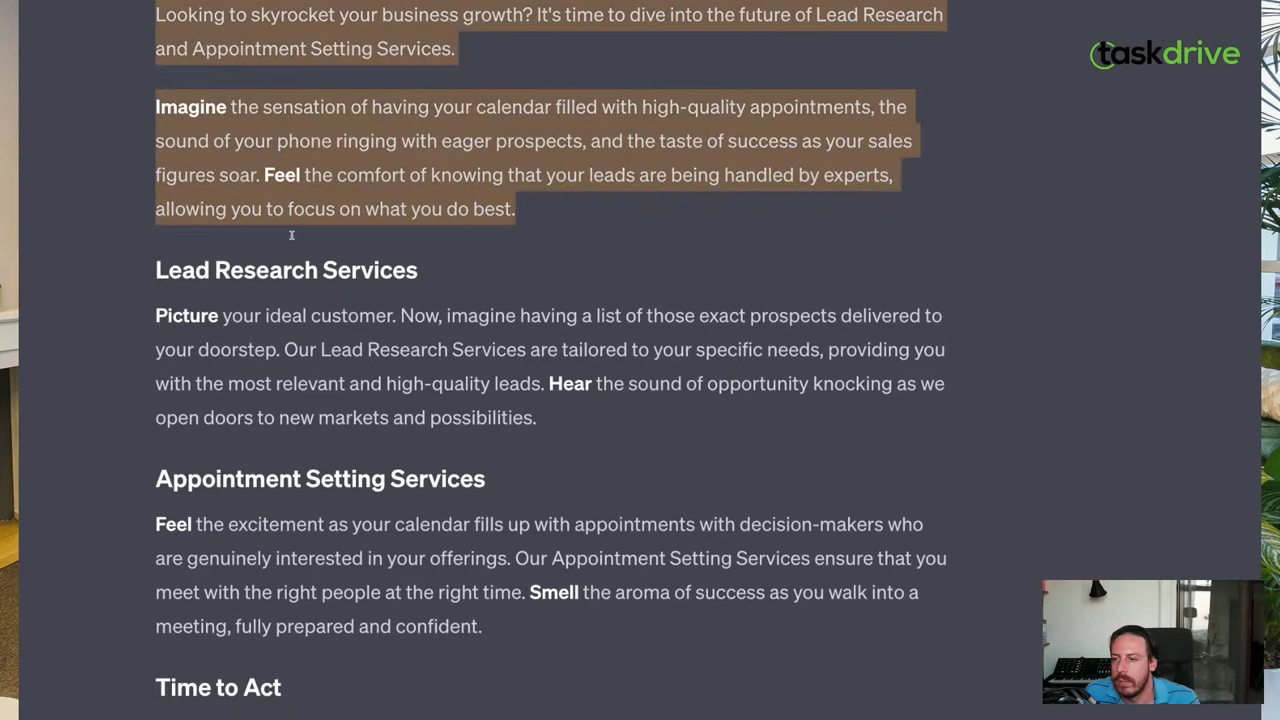 Looking to skyrocket your business growth? It's time to dive into the future of Lead Research
and Appointment Setting Services.
taskdrive
Imagine the sensation of having your calendar filled with high-quality appointments, the
sound of your phone ringing with eager prospects, and the taste of success as your sales
figures soar. Feel the comfort of knowing that your leads are being handled by experts,
allowing you to focus on what you do best.
Lead Research Services
Picture your ideal customer. Now, imagine having a list of those exact prospects delivered to
your doorstep. Our Lead Research Services are tailored to your specific needs, providing you
with the most relevant and high-quality leads. Hear the sound of opportunity knocking as we
open doors to new markets and possibilities.
Appointment Setting Services
Feel the excitement as your calendar fills up with appointments with decision-makers who
are genuinely interested in your offerings. Our Appointment Setting Services ensure that you
meet with the right people at the right time. Smell the aroma of success as you walk into a
meeting, fully prepared and confident.
Time to Act